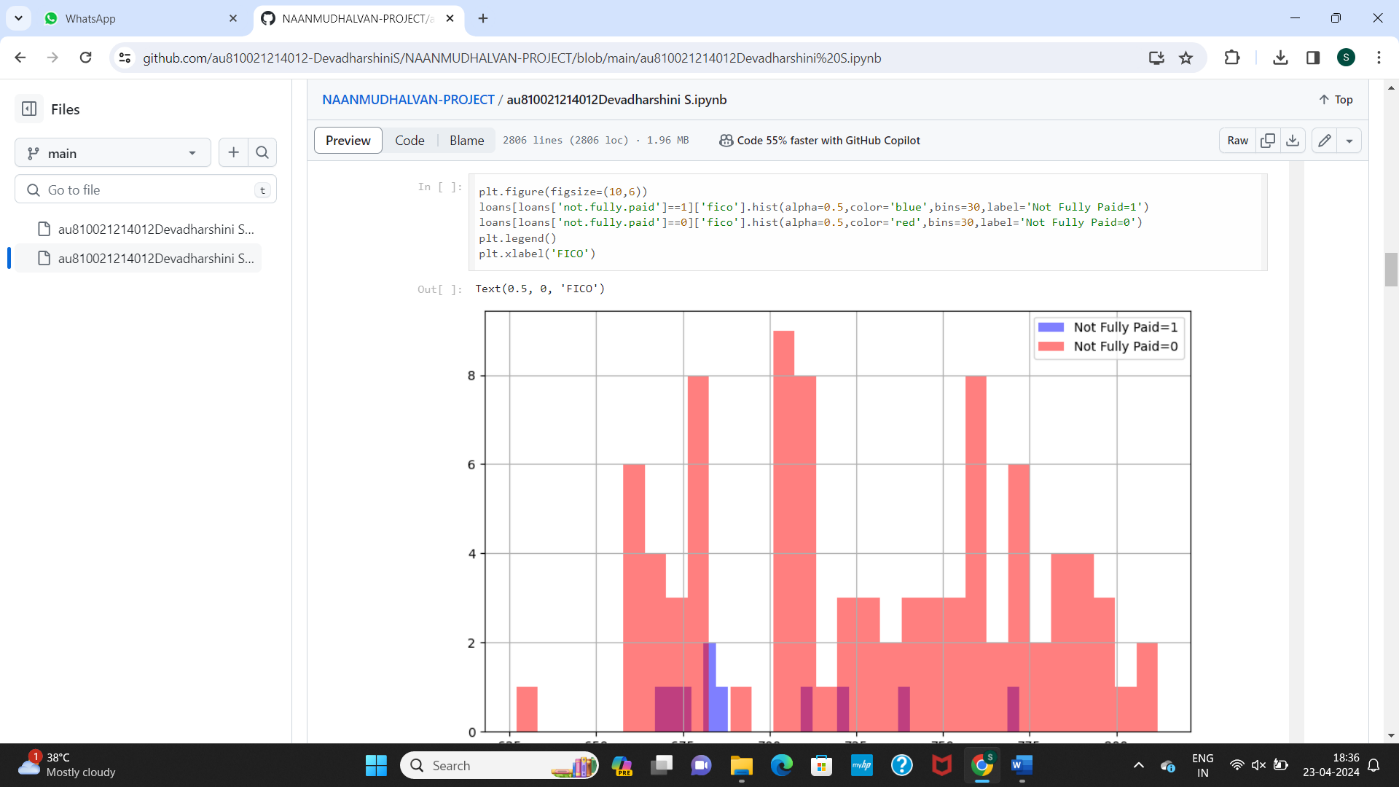 WhatsApp
NAANMUDHALVAN-PROJECT/a
github.com/au810021214012-DevadharshiniS/NAANMUDHALVAN-PROJECT/blob/main/au810021214012Devadharshini%20S.ipynb
S
Files
main
Go to file
t
au810021214012Devadharshini S...
au810021214012Devadharshini S...
NAANMUDHALVAN-PROJECT / au810021214012Devadharshini S.ipynb
Top
Preview
Code
Blame
2806 lines (2806 loc) · 1.96 MB
Code 55% faster with GitHub Copilot
Raw
In [ ]:
plt.figure(figsize=(10,6))
loans[loans['not.fully.paid']==1]['fico'].hist(alpha=0.5,color='blue',bins=30,label='Not Fully Paid=1')
loans[loans['not.fully.paid']==0]['fico'].hist(alpha=0.5,color='red',bins=30,label='Not Fully Paid=0')
plt.legend()
plt.xlabel('FICO')
Out[ ]:
Text(0.5, 0, 'FICO')
Not Fully Paid=1
Not Fully Paid=0
8
6
4
2
0
1
38°C
Mostly cloudy
Search
PRE
myhp
S
ENG
IN
18:36
23-04-2024